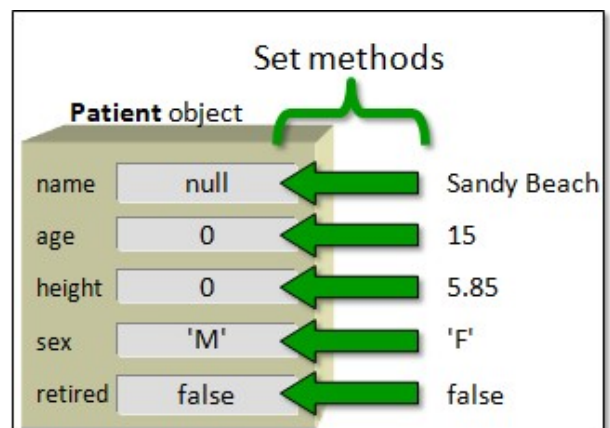 Set methods
Patient object
name null Sandy Beach
age 0 15
height 0 5.85
sex 'M' 'F'
retired false false